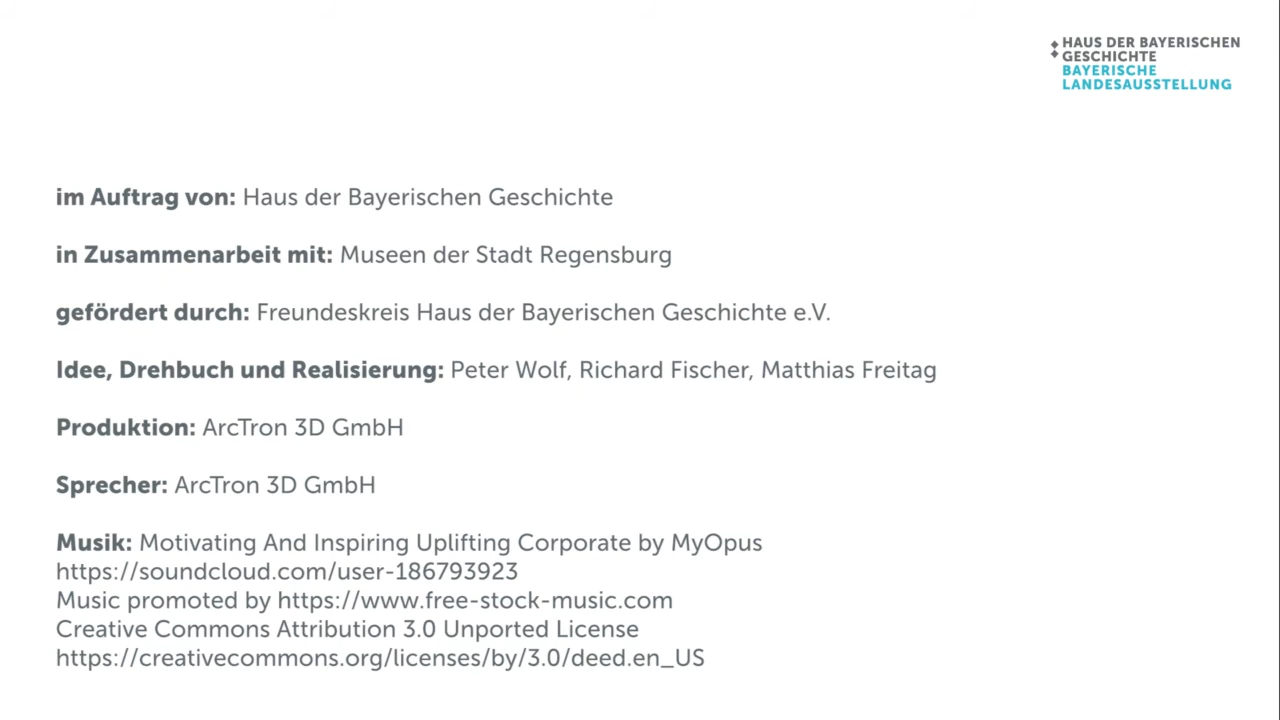 HAUS DER BAYERISCHEN
GESCHICHTE
BAYERISCHE
LANDESAUSSTELLUNG
im Auftrag von: Haus der Bayerischen Geschichte
in Zusammenarbeit mit: Museen der Stadt Regensburg
gefördert durch: Freundeskreis Haus der Bayerischen Geschichte e.V.
Idee, Drehbuch und Realisierung: Peter Wolf, Richard Fischer, Matthias Freitag
Produktion: ArcTron 3D GmbH
Sprecher: ArcTron 3D GmbH
Musik: Motivating And Inspiring Uplifting Corporate by MyOpus
https://soundcloud.com/user-186793923
Music promoted by https://www.free-stock-music.com
Creative Commons Attribution 3.0 Unported License
https://creativecommons.org/licenses/by/3.0/deed.en_US